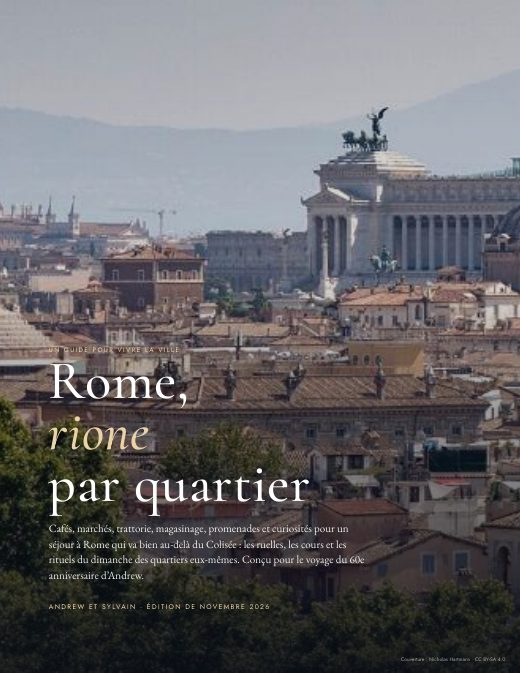 UN GUIDE POUR VIVRE LA VILLE
Rome,
rione
par quartier
Cafés, marchés, trattorie, magasinage, promenades et curiosités pour un
séjour à Rome qui va bien au-delà du Colisée : les ruelles, les cours et les
rituels du dimanche des quartiers eux-mêmes. Conçu pour le voyage du 60e
anniversaire d'Andrew.
ANDREW ET SYLVAIN · ÉDITION DE NOVEMBRE 2026
Couverture : Nicholas Hartmann · CC BY-SA 4.0